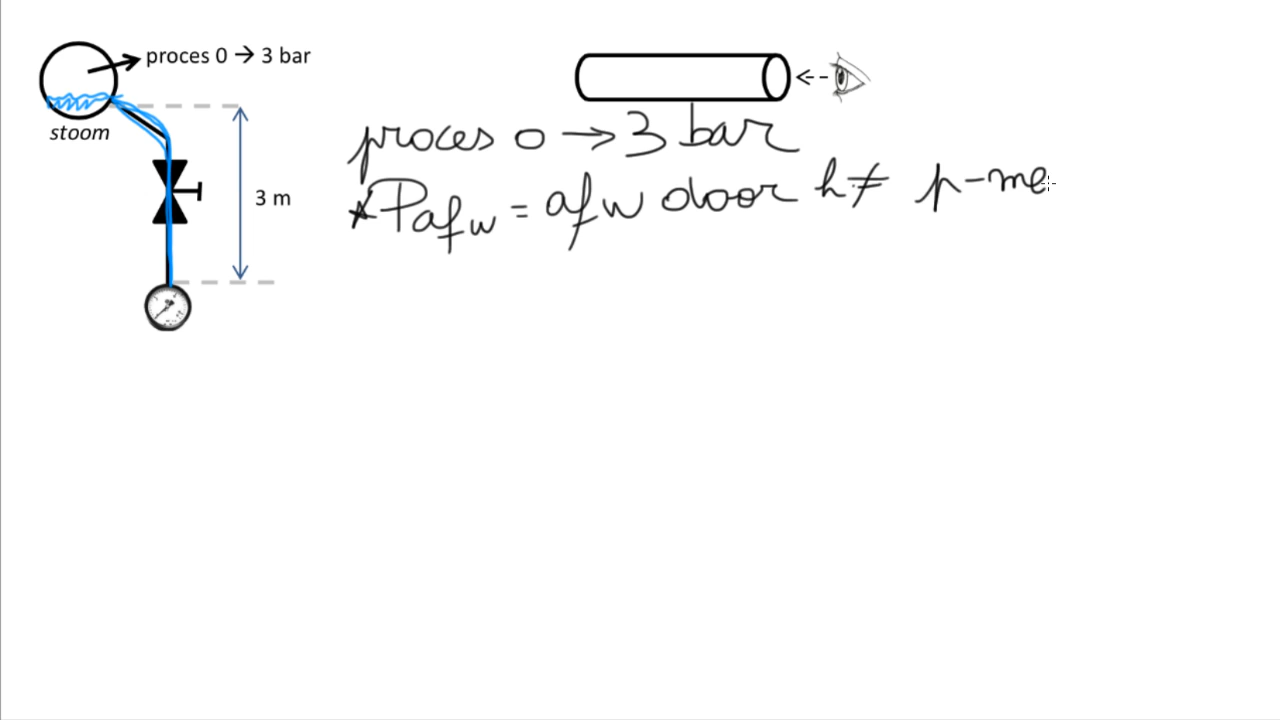 proces 0 → 3 bar
stoom
3 m
proces 0 → 3 bar
*Pafw = afw door h≠ p-me